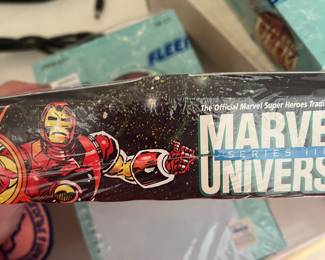 FLEE
The Official Marvel Super Heroes Tradi
MARVE
SERIES III
UNIVERS